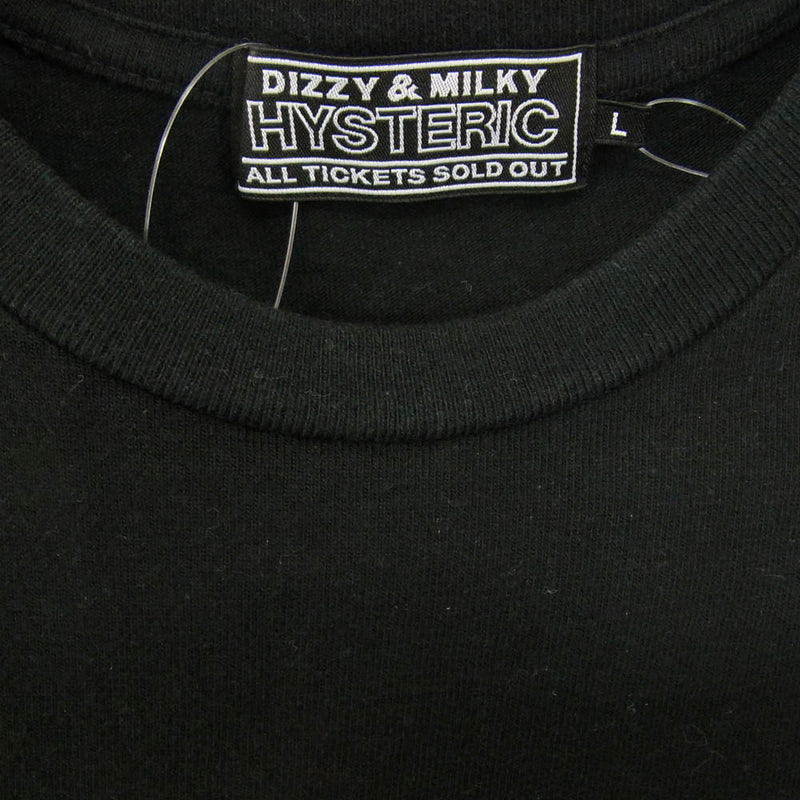 DIZZY & MILKY
HYSTERIC
ALL TICKETS SOLD OUT
L